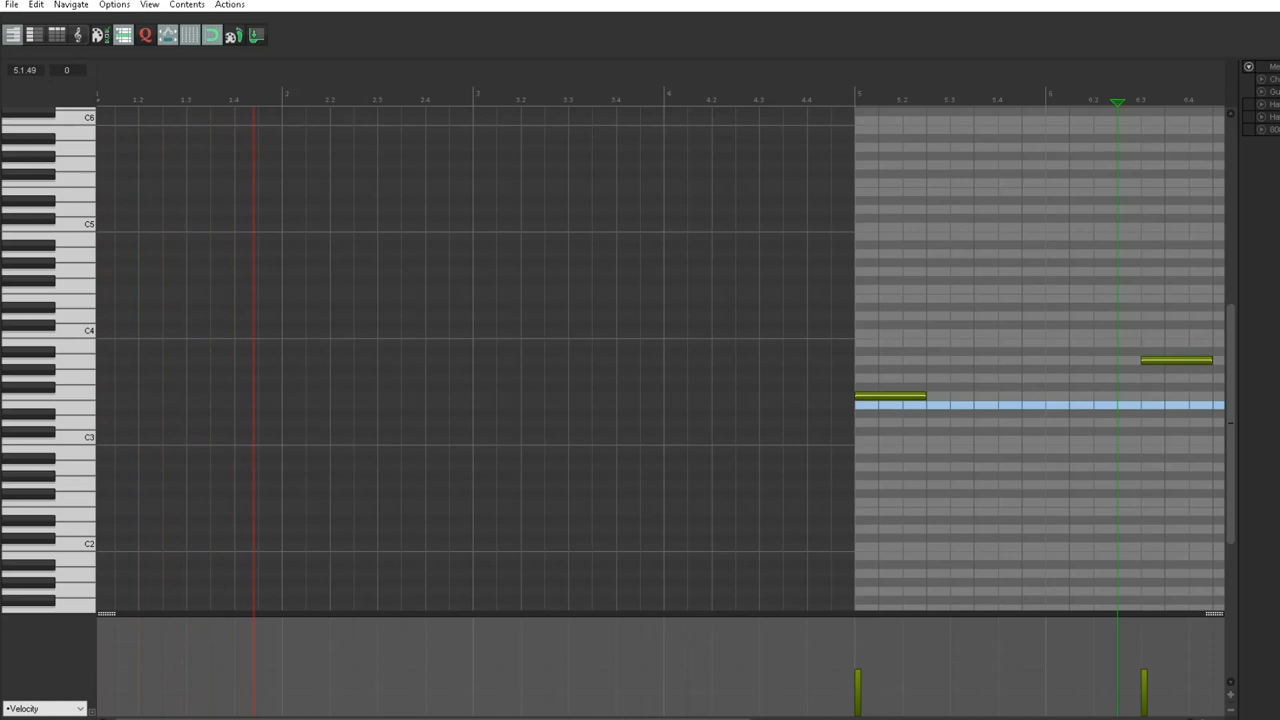 File Edit Navigate Options View Contents Actions
Q
5.1.49 0
1.2 1.3 1.4 2 2.2 2.3 2.4 3 3.2 3.3 3.4 4 4.2 4.3 4.4 5 5.2 5.3 5.4 6 6.2 6.3 6.4
C6
C5
C4
C3
C2
•Velocity